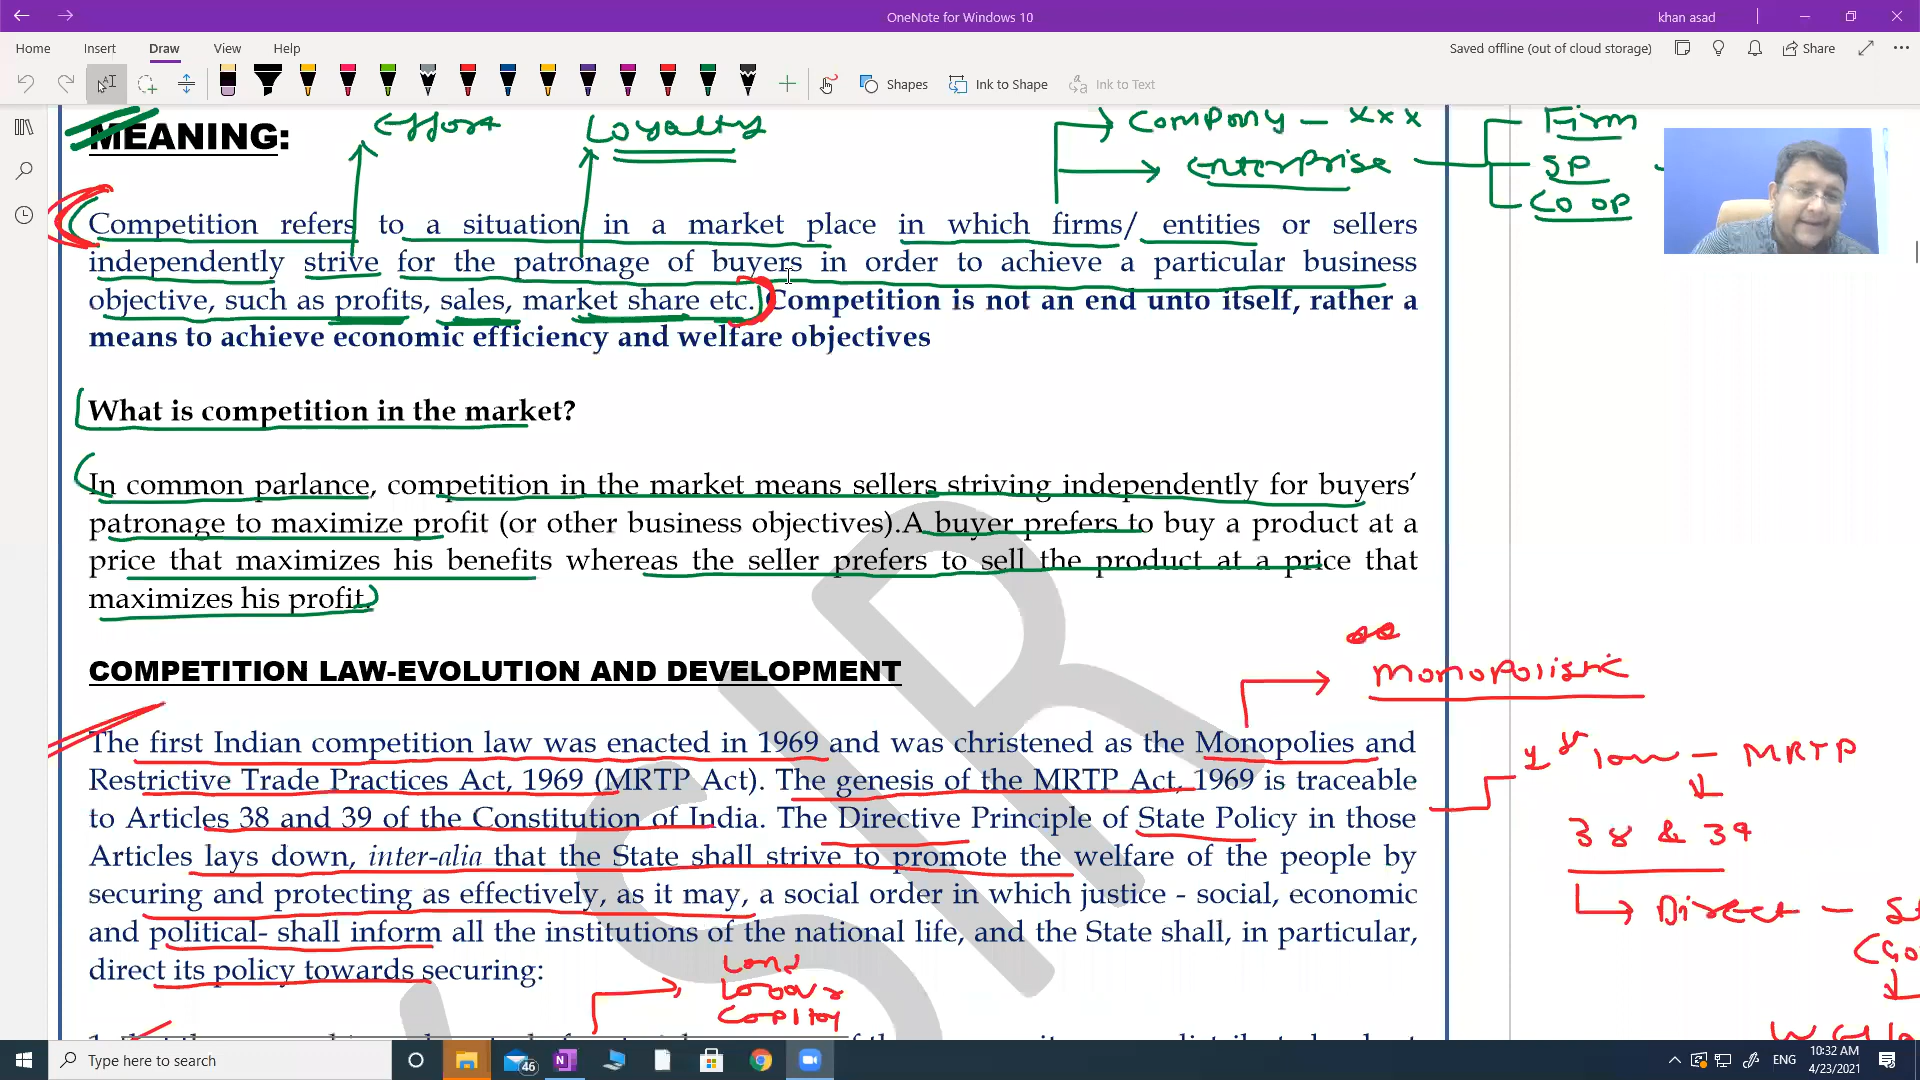 OneNote for Windows 10
khan asad
Home Insert Draw View Help
Saved offline (out of cloud storage)
Share
Shapes
Ink to Shape
Ink to Text
MEANING:
Effort
Loyalty
Company - xxx
Enterprise
Firm
SP
CO OP
Competition refers to a situation in a market place in which firms/ entities or sellers
independently strive for the patronage of buyers in order to achieve a particular business
objective, such as profits, sales, market share etc. Competition is not an end unto itself, rather a
means to achieve economic efficiency and welfare objectives
What is competition in the market?
In common parlance, competition in the market means sellers striving independently for buyers’
patronage to maximize profit (or other business objectives).A buyer prefers to buy a product at a
price that maximizes his benefits whereas the seller prefers to sell the product at a price that
maximizes his profit.
COMPETITION LAW-EVOLUTION AND DEVELOPMENT
Monopolistic
The first Indian competition law was enacted in 1969 and was christened as the Monopolies and
Restrictive Trade Practices Act, 1969 (MRTP Act). The genesis of the MRTP Act, 1969 is traceable
to Articles 38 and 39 of the Constitution of India. The Directive Principle of State Policy in those
Articles lays down, inter-alia that the State shall strive to promote the welfare of the people by
securing and protecting as effectively, as it may, a social order in which justice - social, economic
and political- shall inform all the institutions of the national life, and the State shall, in particular,
direct its policy towards securing:
1st law - MRTP
38 & 39
Direct -
Land
Labour
SIR
Type here to search
46
ENG
10:32 AM
4/23/2021